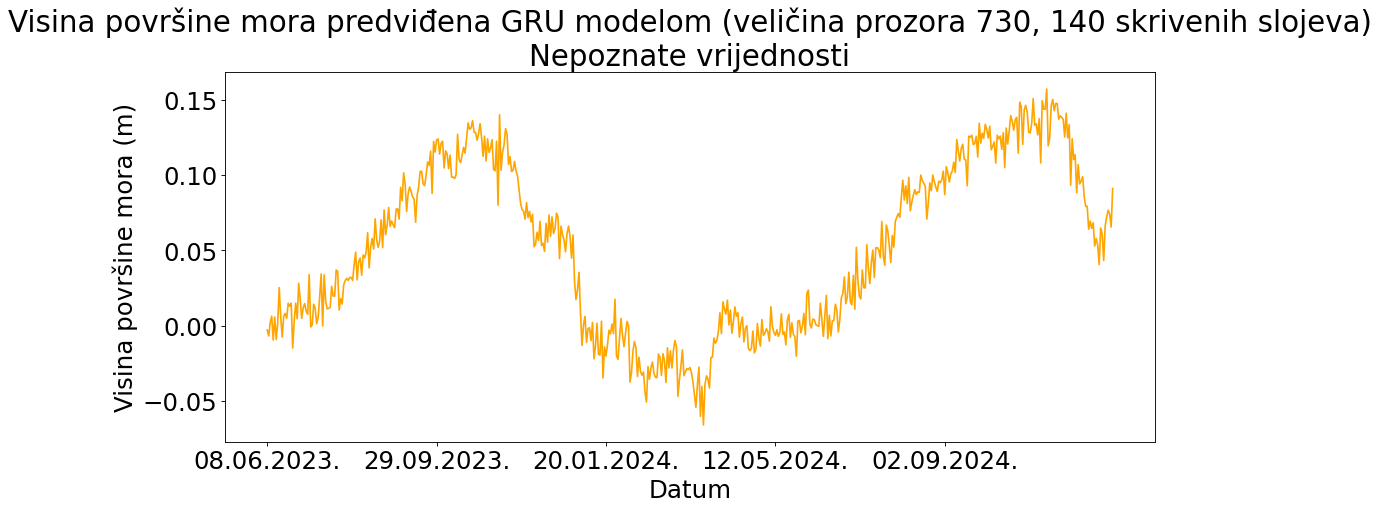 Visina površine mora predviđena GRU modelom (veličina prozora 730, 140 skrivenih slojeva)
Nepoznate vrijednosti
Visina površine mora (m)
0.15
0.10
0.05
0.00
−0.05
08.06.2023. 29.09.2023. 20.01.2024. 12.05.2024. 02.09.2024.
Datum